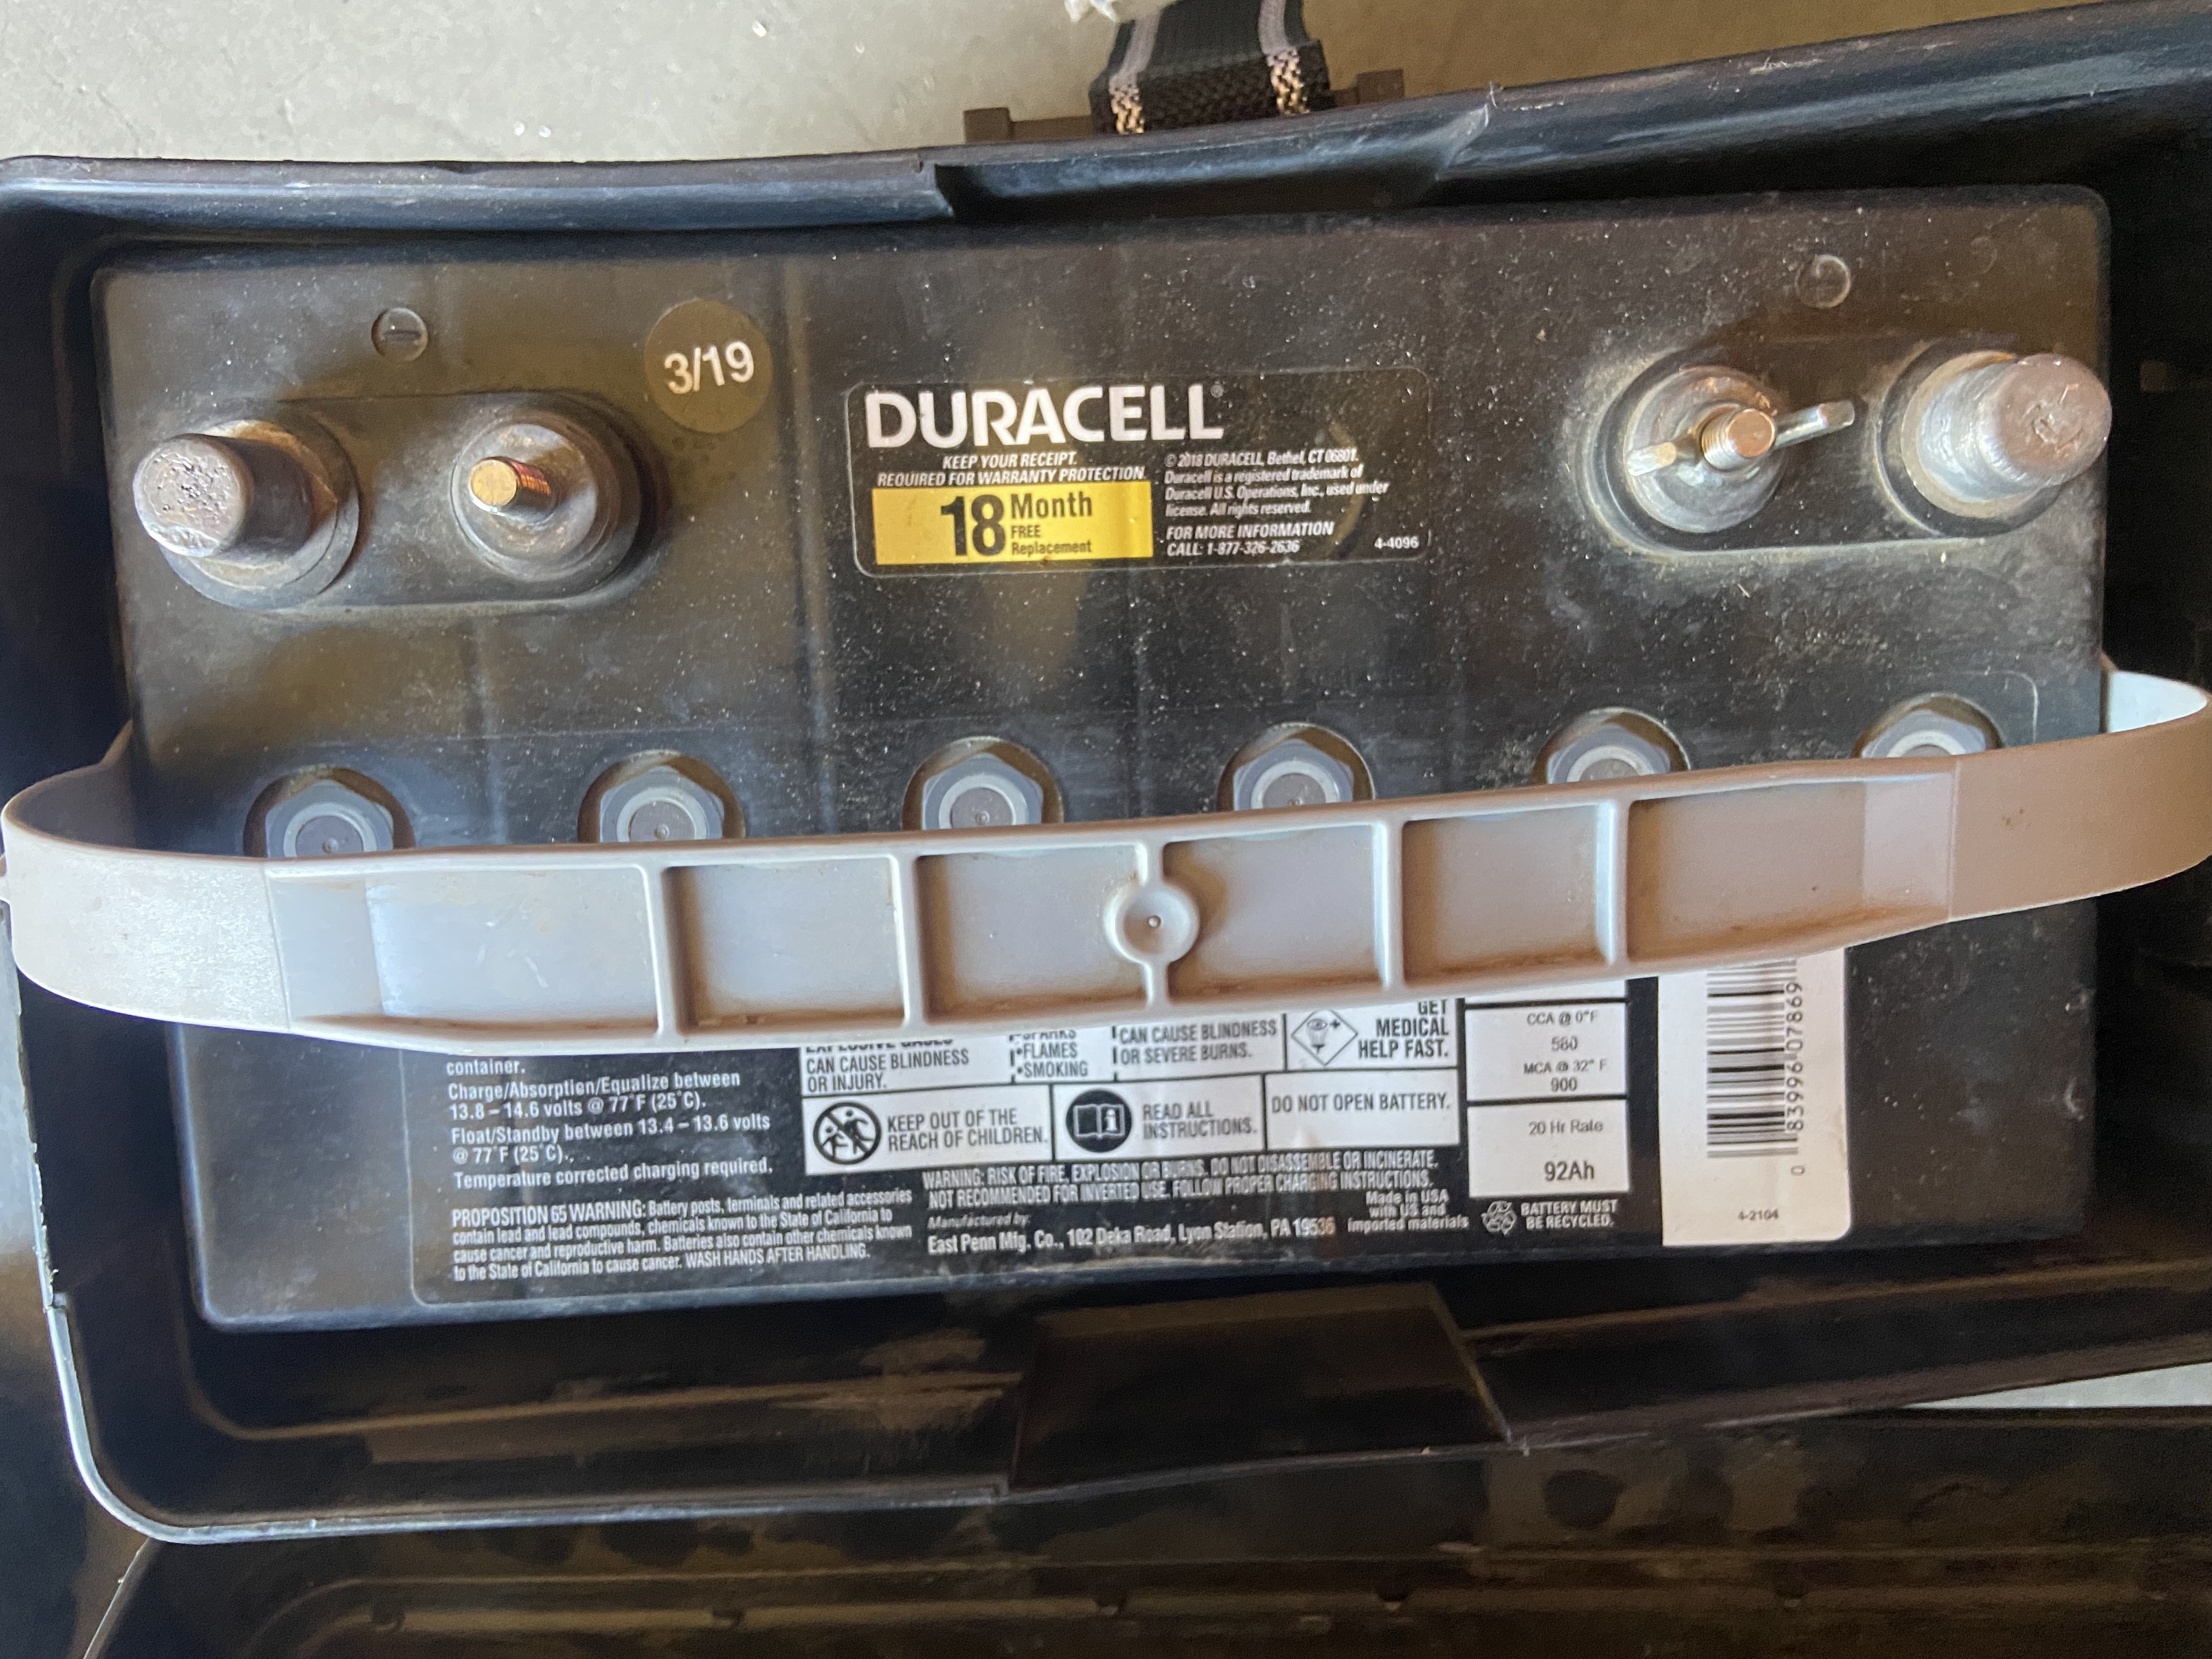 3/19
DURACELL®
KEEP YOUR RECEIPT.
REQUIRED FOR WARRANTY PROTECTION.
18 Month
FREE
Replacement
© 2018 DURACELL, Bethel, CT 06801.
Duracell is a registered trademark of
Duracell U.S. Operations, Inc., used under
license. All rights reserved.
FOR MORE INFORMATION
CALL: 1-877-326-2636
4-4096
container.
Charge/Absorption/Equalize between
13.8 – 14.6 volts @ 77°F (25°C).
Float/Standby between 13.4 – 13.6 volts
@ 77°F (25°C).
Temperature corrected charging required.
PROPOSITION 65 WARNING: Battery posts, terminals and related accessories
contain lead and lead compounds, chemicals known to the State of California to
cause cancer and reproductive harm. Batteries also contain other chemicals known
to the State of California to cause cancer. WASH HANDS AFTER HANDLING.
EXPLOSIVE GASES
CAN CAUSE BLINDNESS
OR INJURY.
•SPARKS
•FLAMES
•SMOKING
CAN CAUSE BLINDNESS
OR SEVERE BURNS.
GET
MEDICAL
HELP FAST.
KEEP OUT OF THE
REACH OF CHILDREN.
READ ALL
INSTRUCTIONS.
DO NOT OPEN BATTERY.
WARNING: RISK OF FIRE, EXPLOSION OR BURNS. DO NOT DISASSEMBLE OR INCINERATE.
NOT RECOMMENDED FOR INVERTED USE. FOLLOW PROPER CHARGING INSTRUCTIONS.
Manufactured by:
East Penn Mfg. Co., 102 Deka Road, Lyon Station, PA 19536
Made in USA
with US and
imported materials
CCA @ 0°F
580
MCA @ 32° F
900
20 Hr Rate
92Ah
BATTERY MUST
BE RECYCLED.
0 83996 07869
4-2104